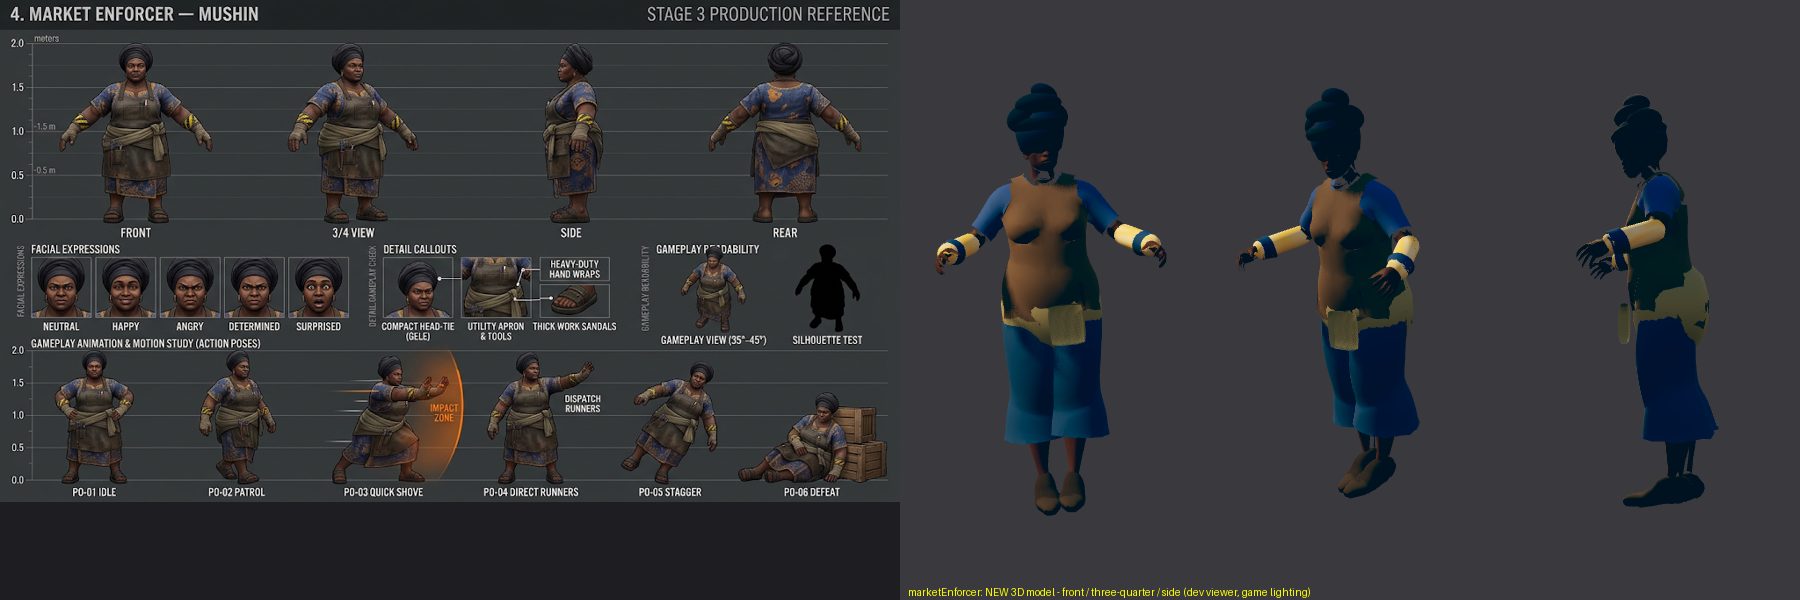 4. MARKET ENFORCER — MUSHIN
STAGE 3 PRODUCTION REFERENCE
meters
2.0
1.5
-1.5 m
1.0
0.5
-0.5 m
0.0
FRONT
3/4 VIEW
SIDE
REAR
FACIAL EXPRESSIONS
FACIAL EXPRESSIONS
NEUTRAL
HAPPY
ANGRY
DETERMINED
SURPRISED
DETAIL CALLOUTS
HEAVY-DUTY
HAND WRAPS
COMPACT HEAD-TIE
(GELE)
UTILITY APRON
& TOOLS
THICK WORK SANDALS
GAMEPLAY READABILITY
GAMEPLAY READABILITY
GAMEPLAY VIEW (35°-45°)
SILHOUETTE TEST
GAMEPLAY ANIMATION & MOTION STUDY (ACTION POSES)
2.0
1.5
1.0
0.5
0.0
IMPACT
ZONE
DISPATCH
RUNNERS
PO-01 IDLE
PO-02 PATROL
PO-03 QUICK SHOVE
PO-04 DIRECT RUNNERS
PO-05 STAGGER
PO-06 DEFEAT
marketEnforcer: NEW 3D model - front / three-quarter / side (dev viewer, game lighting)